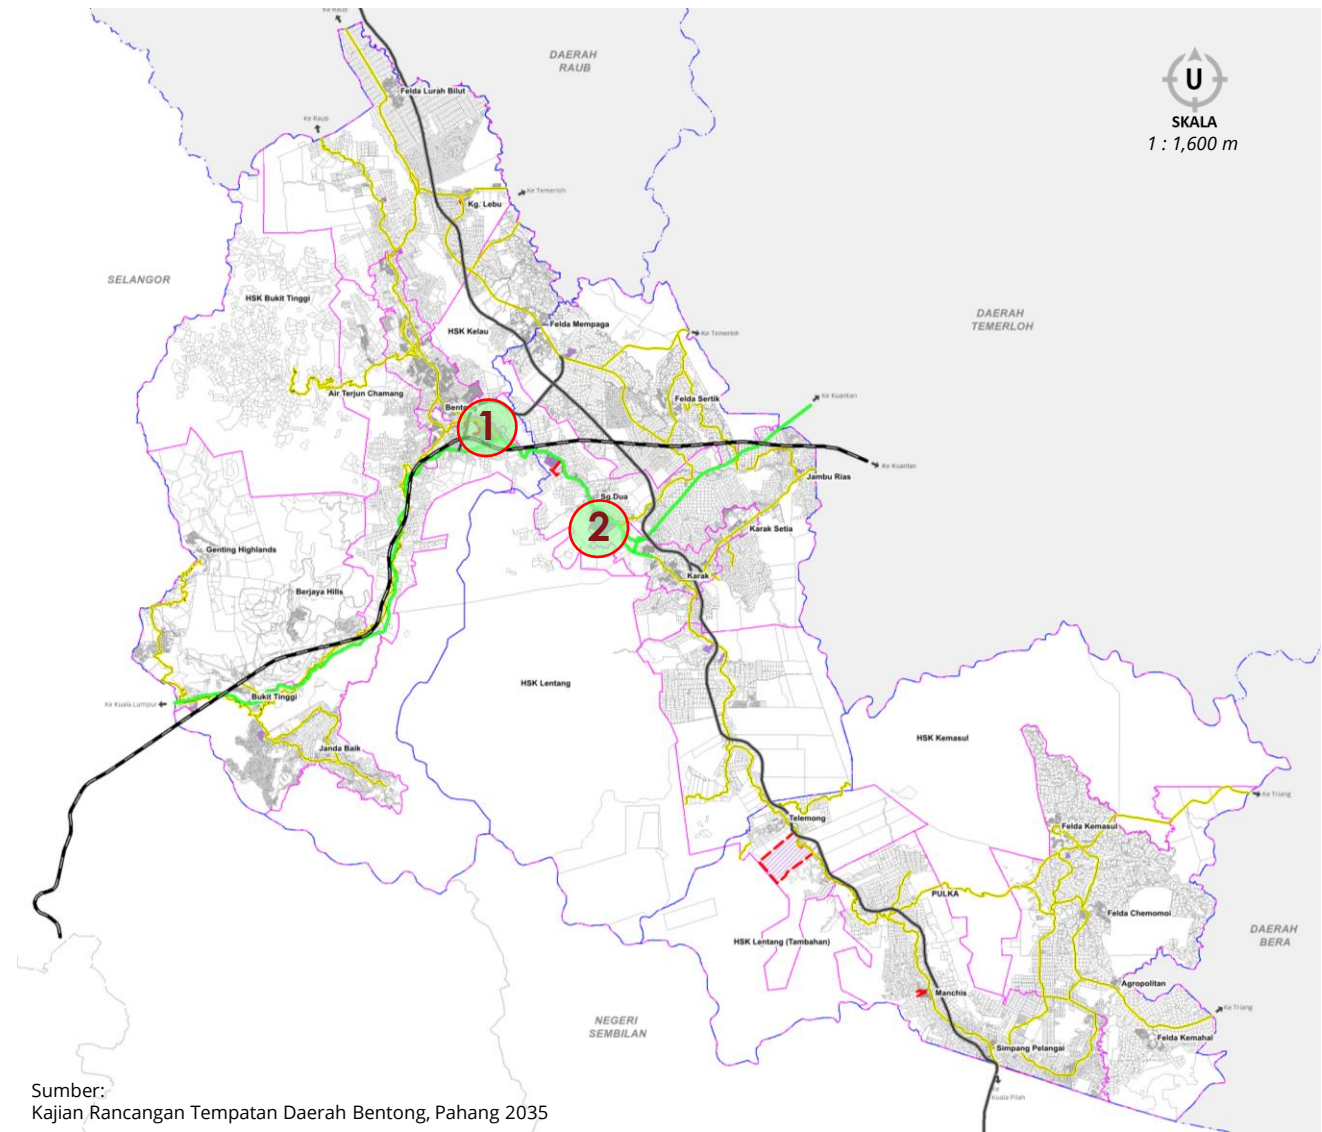 Ke Raub
DAERAH
RAUB
U
SKALA
1 : 1,600 m
Felda Lurah Bilut
Ke Raub
Ke Temerloh
Kg. Lebu
SELANGOR
HSK Bukit Tinggi
DAERAH
TEMERLOH
HSK Kelau
Felda Mempaga
Ke Temerloh
Air Terjun Chamang
Felda Sertik
Ke Kuantan
1
Ke Kuantan
Jambu Rias
Sg.Dua
2
Karak Setia
Genting Highlands
Karak
Berjaya Hills
HSK Lentang
Bukit Tinggi
Ke Kuala Lumpur
HSK Kemasul
Janda Baik
Ke Triang
Telemong
Felda Kemasul
PULKA
Felda Chemomoi
DAERAH
BERA
HSK Lentang (Tambahan)
Agropolitan
Manchis
Ke Triang
NEGERI
SEMBILAN
Felda Kemahai
Simpang Pelangai
Ke
Kuala Pilah
Sumber:
Kajian Rancangan Tempatan Daerah Bentong, Pahang 2035